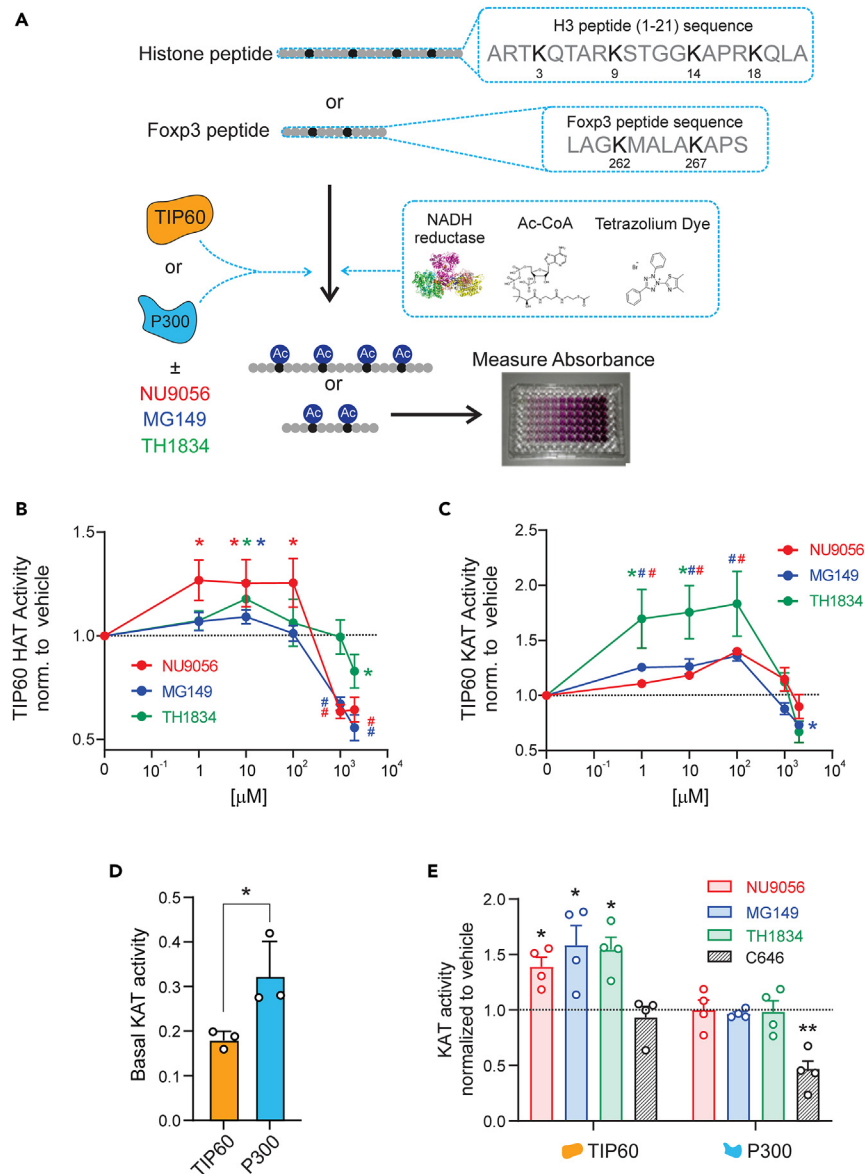 A
H3 peptide (1-21) sequence
Histone peptide
ARTKQTARKSTGGKAPRKQLA
3 9 14 18
or
Foxp3 peptide
Foxp3 peptide sequence
LAGKMALAKAPS
262 267
TIP60
or
P300
±
NU9056
MG149
TH1834
NADH
reductase
Ac-CoA
Tetrazolium Dye
Br
Ac Ac Ac Ac
or
Ac Ac
Measure Absorbance
B
TIP60 HAT Activity
norm. to vehicle
1.5
1.0
0.5
* * * * *
# # # #
NU9056
MG149
TH1834
*
0 10-1 1 10 102 103 104
[µM]
C
TIP60 KAT Activity
norm. to vehicle
2.5
2.0
1.5
1.0
0.5
*## *## ##
*
NU9056
MG149
TH1834
0 10-1 1 10 102 103 104
[µM]
D
Basal KAT activity
0.5
0.4
0.3
0.2
0.1
0.0
*
TIP60
P300
E
KAT activity
normalized to vehicle
2.0
1.5
1.0
0.5
0.0
* * *
**
NU9056
MG149
TH1834
C646
TIP60
P300